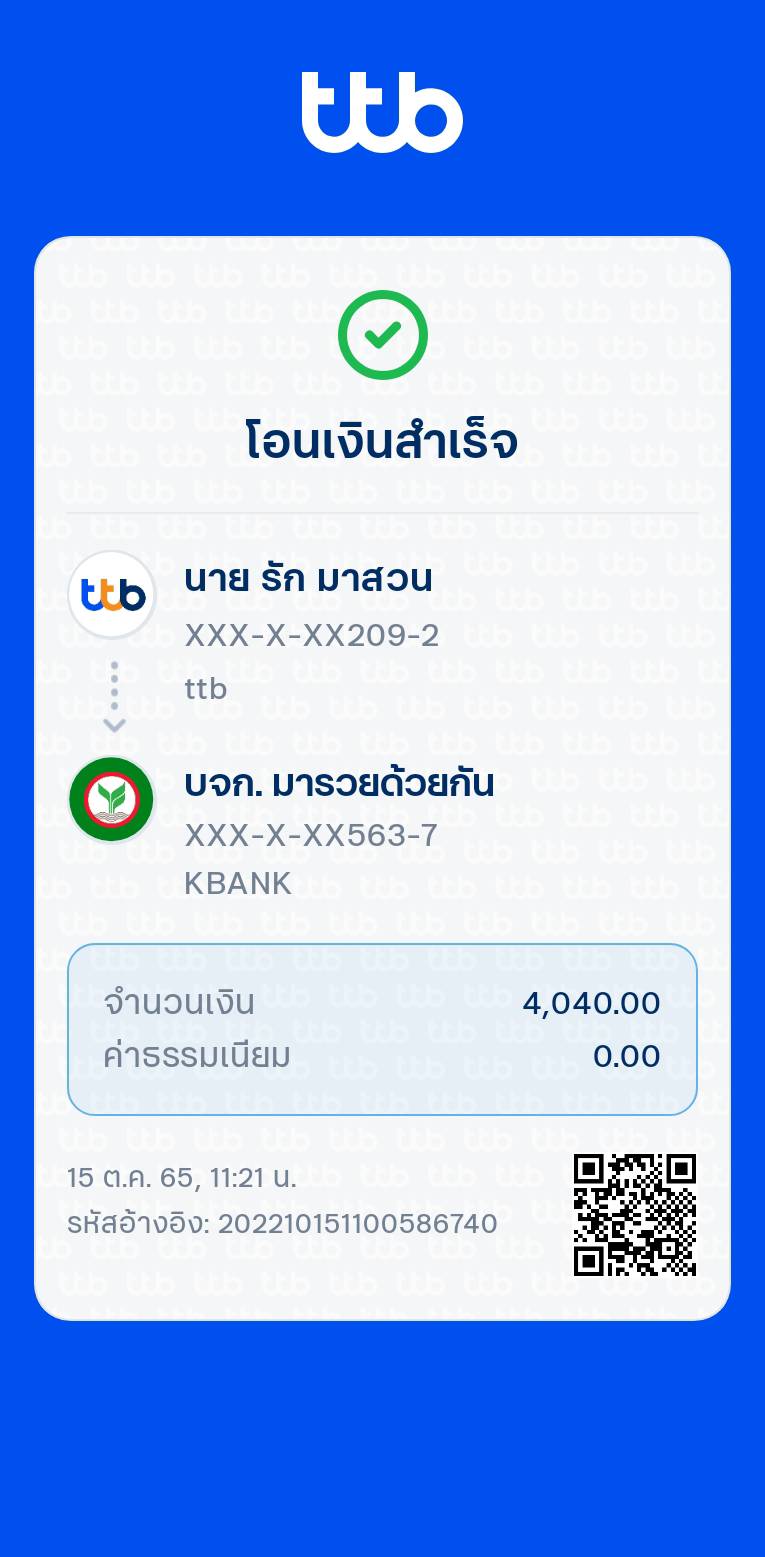 ttb
โอนเงินสำเร็จ
ttb
นาย รัก มาสวน
XXX-X-XX209-2
ttb
บจก. มารวยด้วยกัน
XXX-X-XX563-7
KBANK
จำนวนเงิน 4,040.00
ค่าธรรมเนียม 0.00
15 ต.ค. 65, 11:21 น.
รหัสอ้างอิง: 202210151100586740